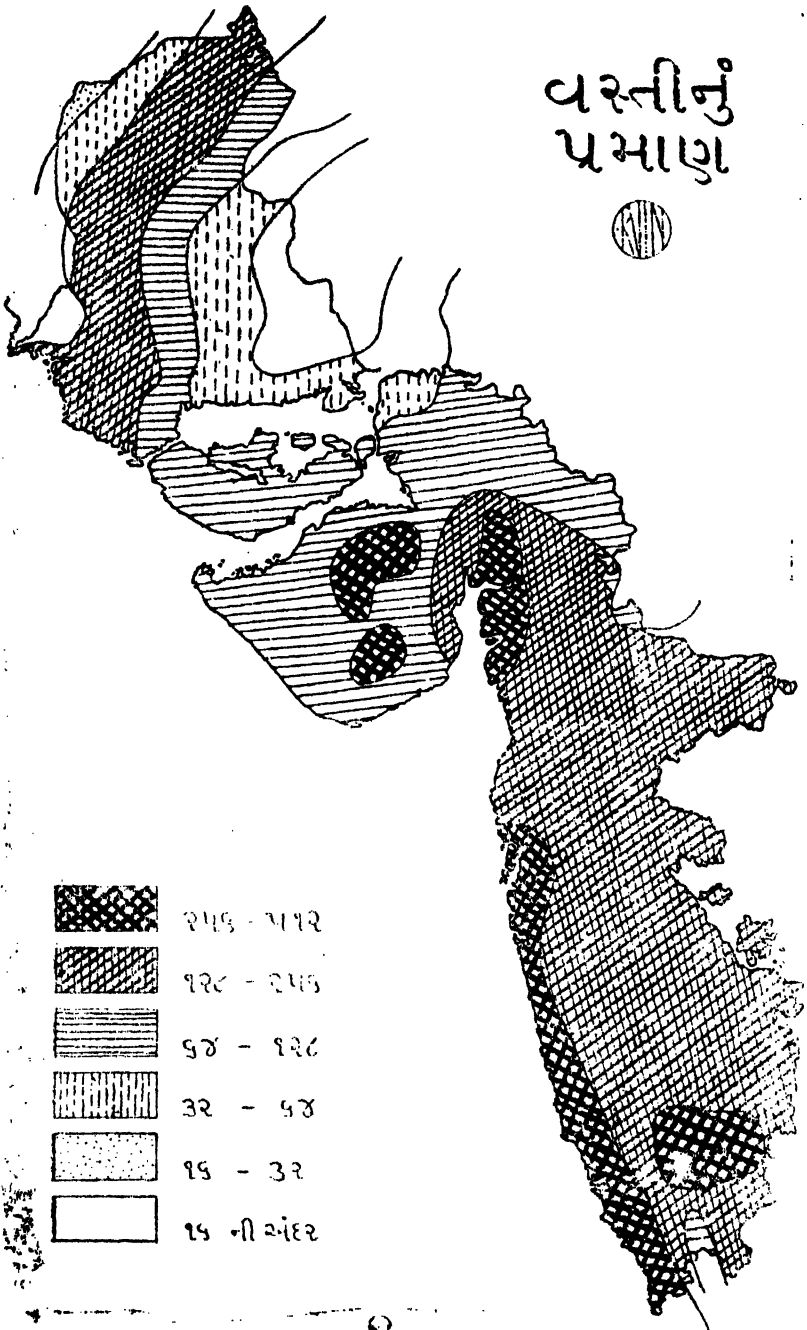 વસ્તીનું
પ્રમાણ
૨૫૬ - ૫૧૨
૧૨૮ - ૨૫૬
૬૪ - ૧૨૮
૩૨ - ૬૪
૧૬ - ૩૨
૧૬ ની અંદર